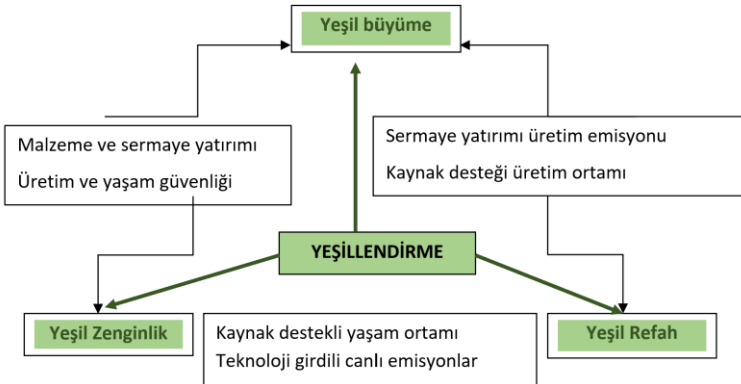 Yeşil büyüme
Malzeme ve sermaye yatırımı
Üretim ve yaşam güvenliği
Sermaye yatırımı üretim emisyonu
Kaynak desteği üretim ortamı
YEŞİLLENDİRME
Yeşil Zenginlik
Kaynak destekli yaşam ortamı
Teknoloji girdili canlı emisyonlar
Yeşil Refah